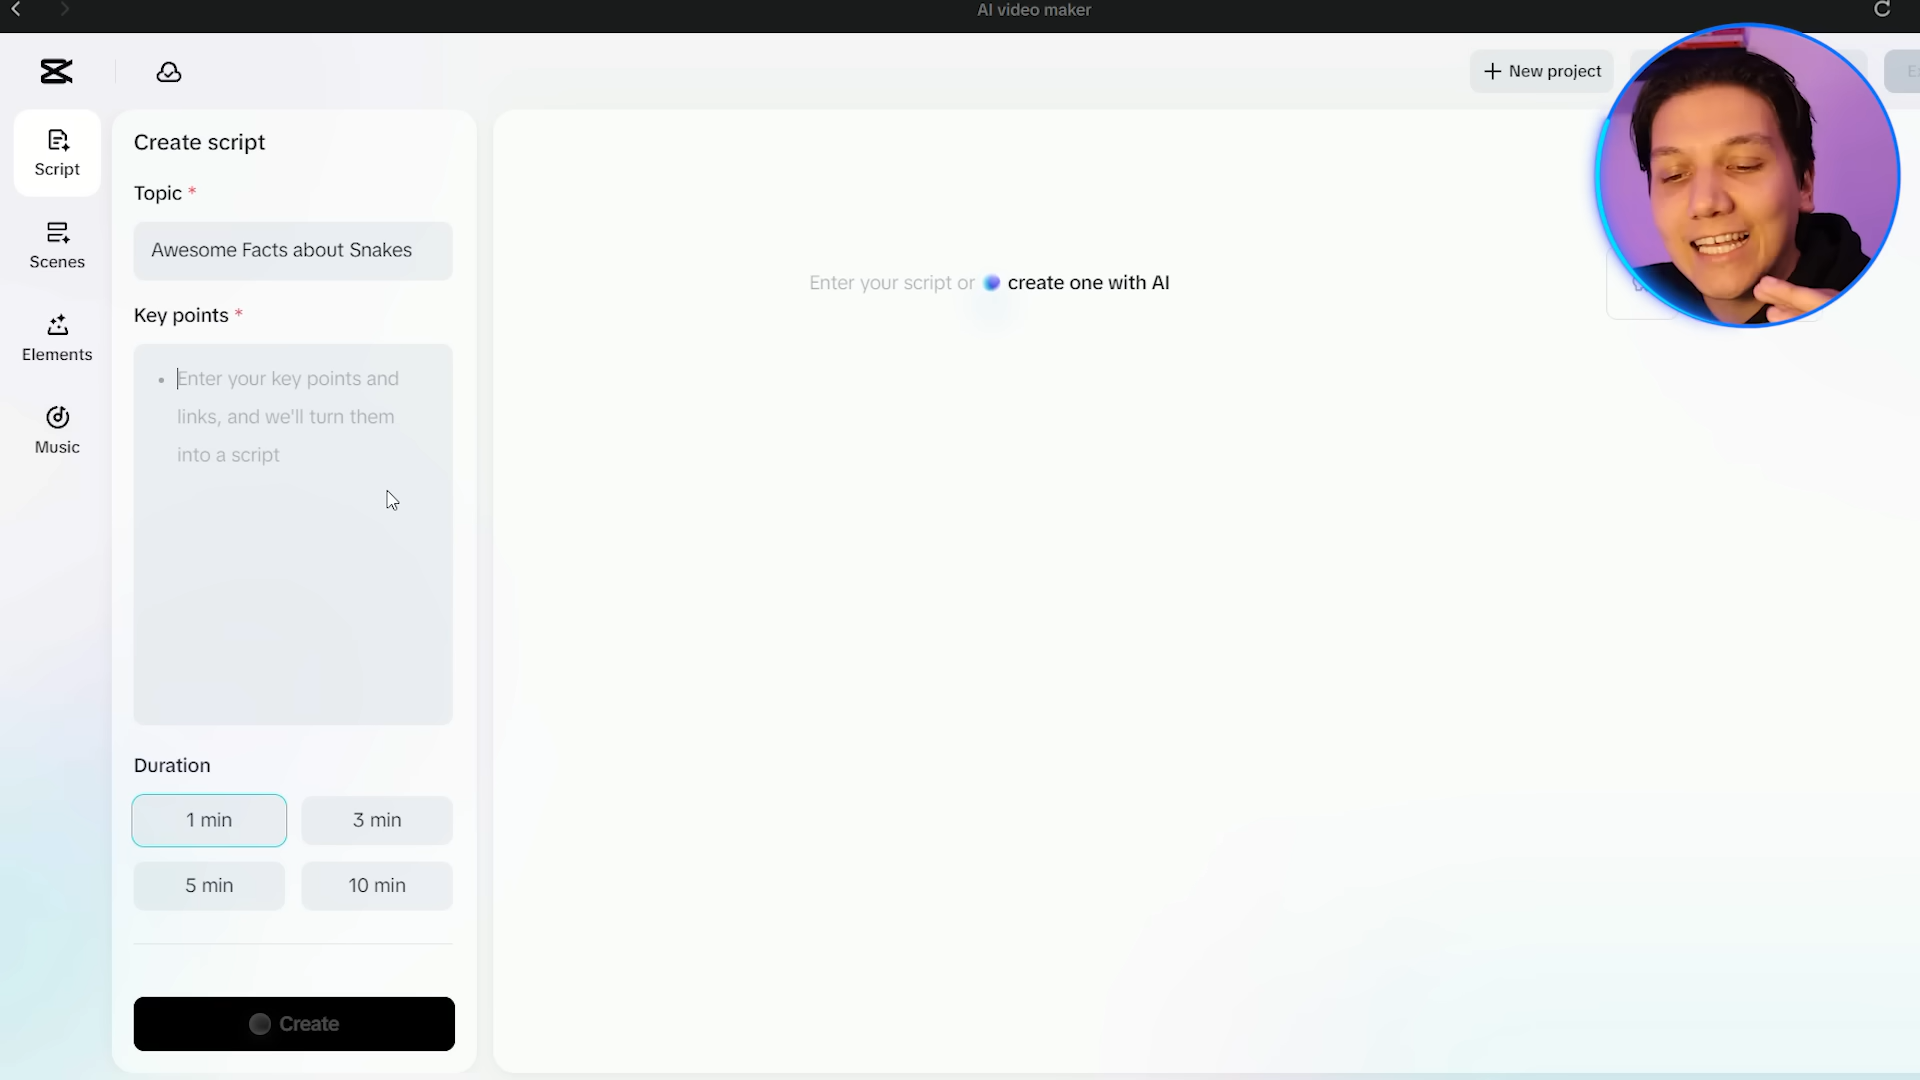 AI video maker
New project
Script
Scenes
Elements
Music
Create script
Topic *
Awesome Facts about Snakes
Key points *
Enter your key points and
links, and we'll turn them
into a script
Duration
1 min
3 min
5 min
10 min
Create
Enter your script or create one with AI